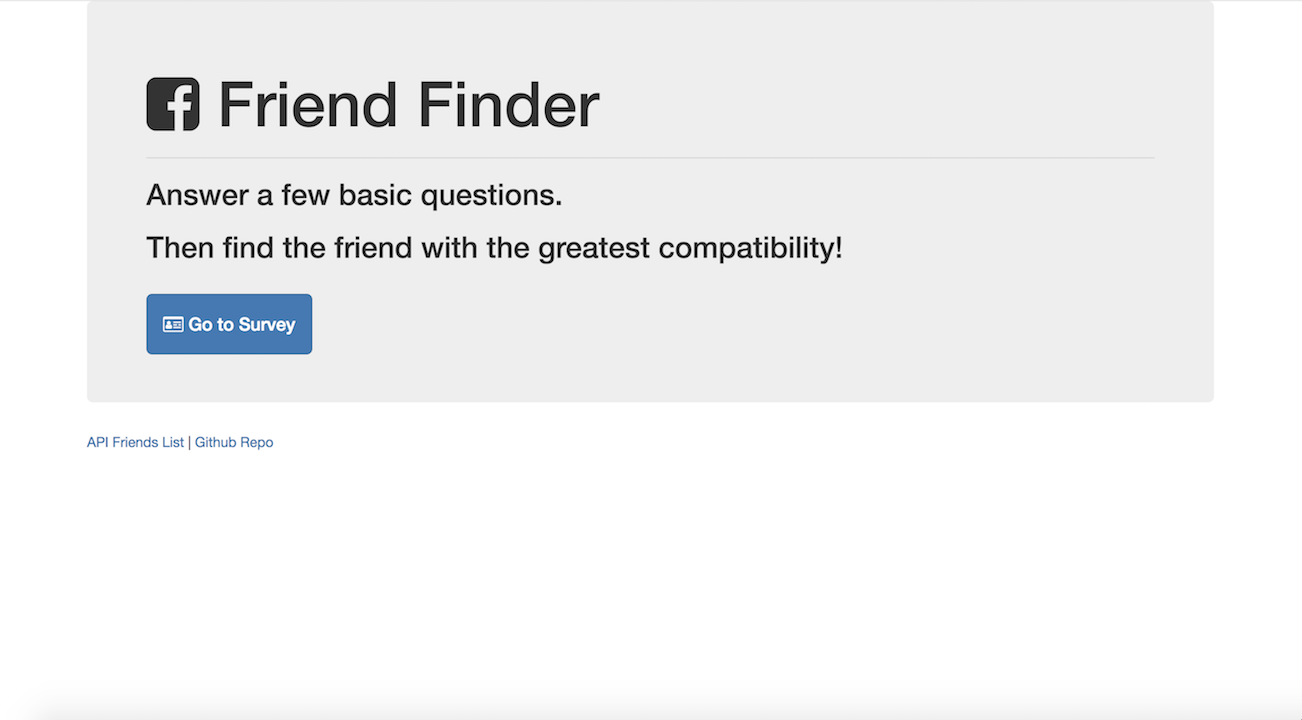 Friend Finder
Answer a few basic questions.
Then find the friend with the greatest compatibility!
Go to Survey
API Friends List | Github Repo